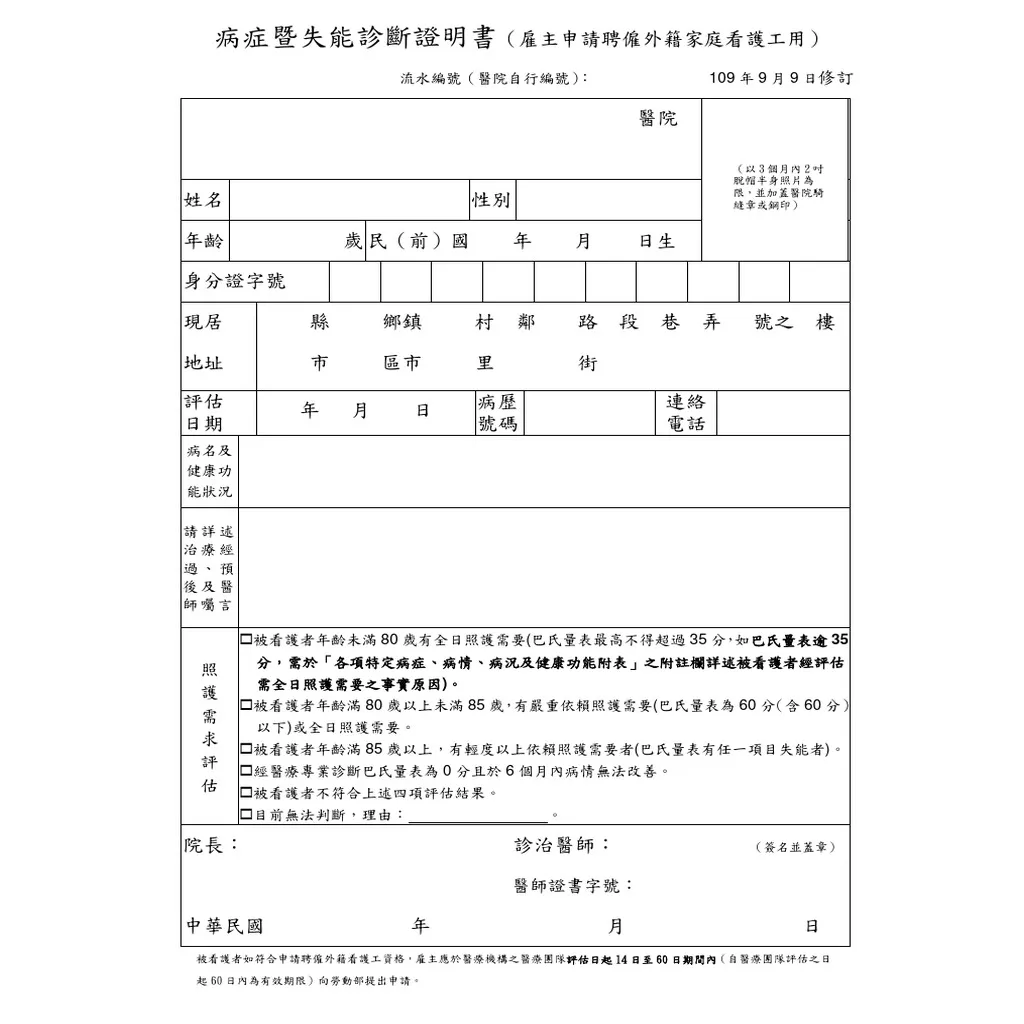 病症暨失能診斷證明書（雇主申請聘僱外籍家庭看護工用）
流水編號（醫院自行編號）： 109 年 9 月 9 日修訂
醫院
（以 3 個月內 2 吋
脫帽半身照片為
限，並加蓋醫院騎
縫章或鋼印）
姓名 性別
年齡 歲 民（前）國 年 月 日生
身分證字號
現居 縣 鄉鎮 村 鄰 路 段 巷 弄 號之 樓
地址 市 區市 里 街
評估
日期
年 月 日
病歷
號碼
連絡
電話
病名及
健康功
能狀況
請詳述
治療經
過、預
後及醫
師囑言
照
護
需
求
評
估
□被看護者年齡未滿 80 歲有全日照護需要(巴氏量表最高不得超過 35 分，如巴氏量表逾 35
分，需於「各項特定病症、病情、病況及健康功能附表」之附註欄詳述被看護者經評估
需全日照護需要之事實原因)。
□被看護者年齡滿 80 歲以上未滿 85 歲，有嚴重依賴照護需要(巴氏量表為 60 分（含 60 分）
以下)或全日照護需要。
□被看護者年齡滿 85 歲以上，有輕度以上依賴照護需要者(巴氏量表有任一項目失能者)。
□經醫療專業診斷巴氏量表為 0 分且於 6 個月內病情無法改善。
□被看護者不符合上述四項評估結果。
□目前無法判斷，理由：＿＿＿＿＿＿＿＿。
院長： 診治醫師： （簽名並蓋章）
醫師證書字號：
中華民國 年 月 日
被看護者如符合申請聘僱外籍看護工資格，雇主應於醫療機構之醫療團隊評估日起 14 日至 60 日期間內（自醫療團隊評估之日
起 60 日內為有效期限）向勞動部提出申請。